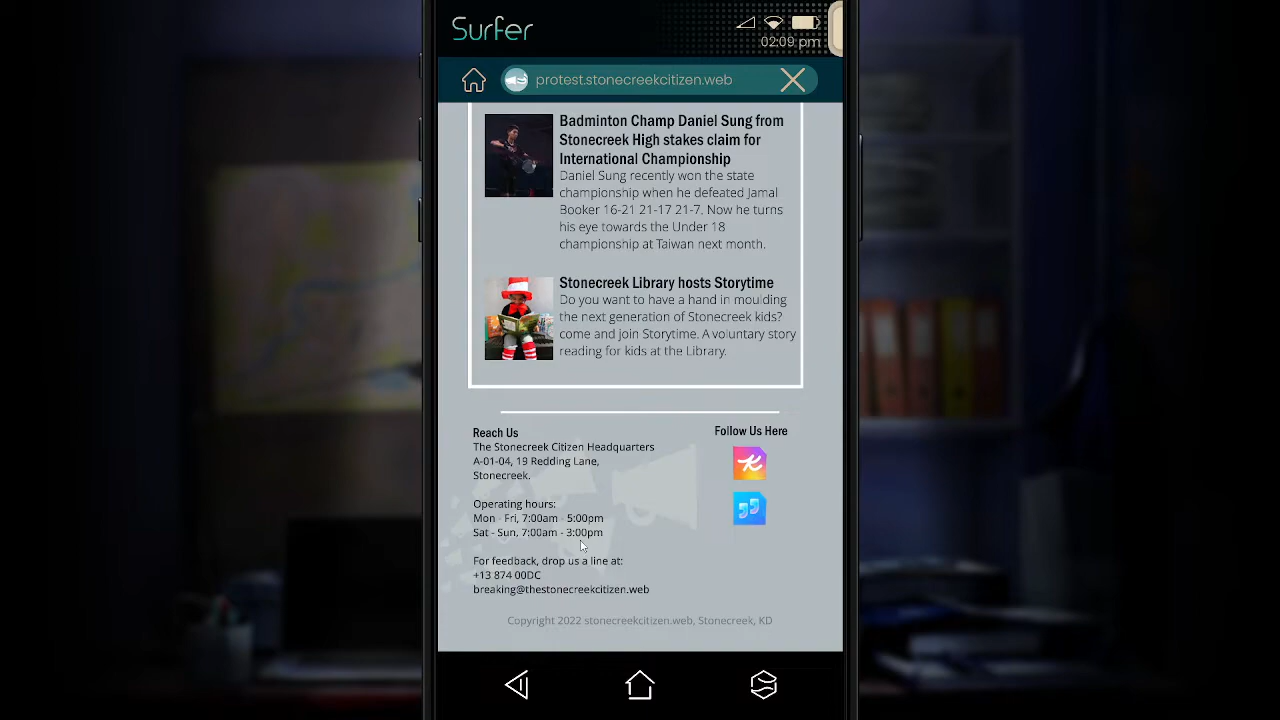 Surfer
02:09 pm
protest.stonecreekcitizen.web
Badminton Champ Daniel Sung from
Stonecreek High stakes claim for
International Championship
Daniel Sung recently won the state
championship when he defeated Jamal
Booker 16-21 21-17 21-7. Now he turns
his eye towards the Under 18
championship at Taiwan next month.
Stonecreek Library hosts Storytime
Do you want to have a hand in moulding
the next generation of Stonecreek kids?
come and join Storytime. A voluntary story
reading for kids at the Library.
Reach Us
The Stonecreek Citizen Headquarters
A-01-04, 19 Redding Lane,
Stonecreek.
Operating hours:
Mon - Fri, 7:00am - 5:00pm
Sat - Sun, 7:00am - 3:00pm
For feedback, drop us a line at:
+13 874 00DC
breaking@thestonecreekcitizen.web
Follow Us Here
Copyright 2022 stonecreekcitizen.web, Stonecreek, KD